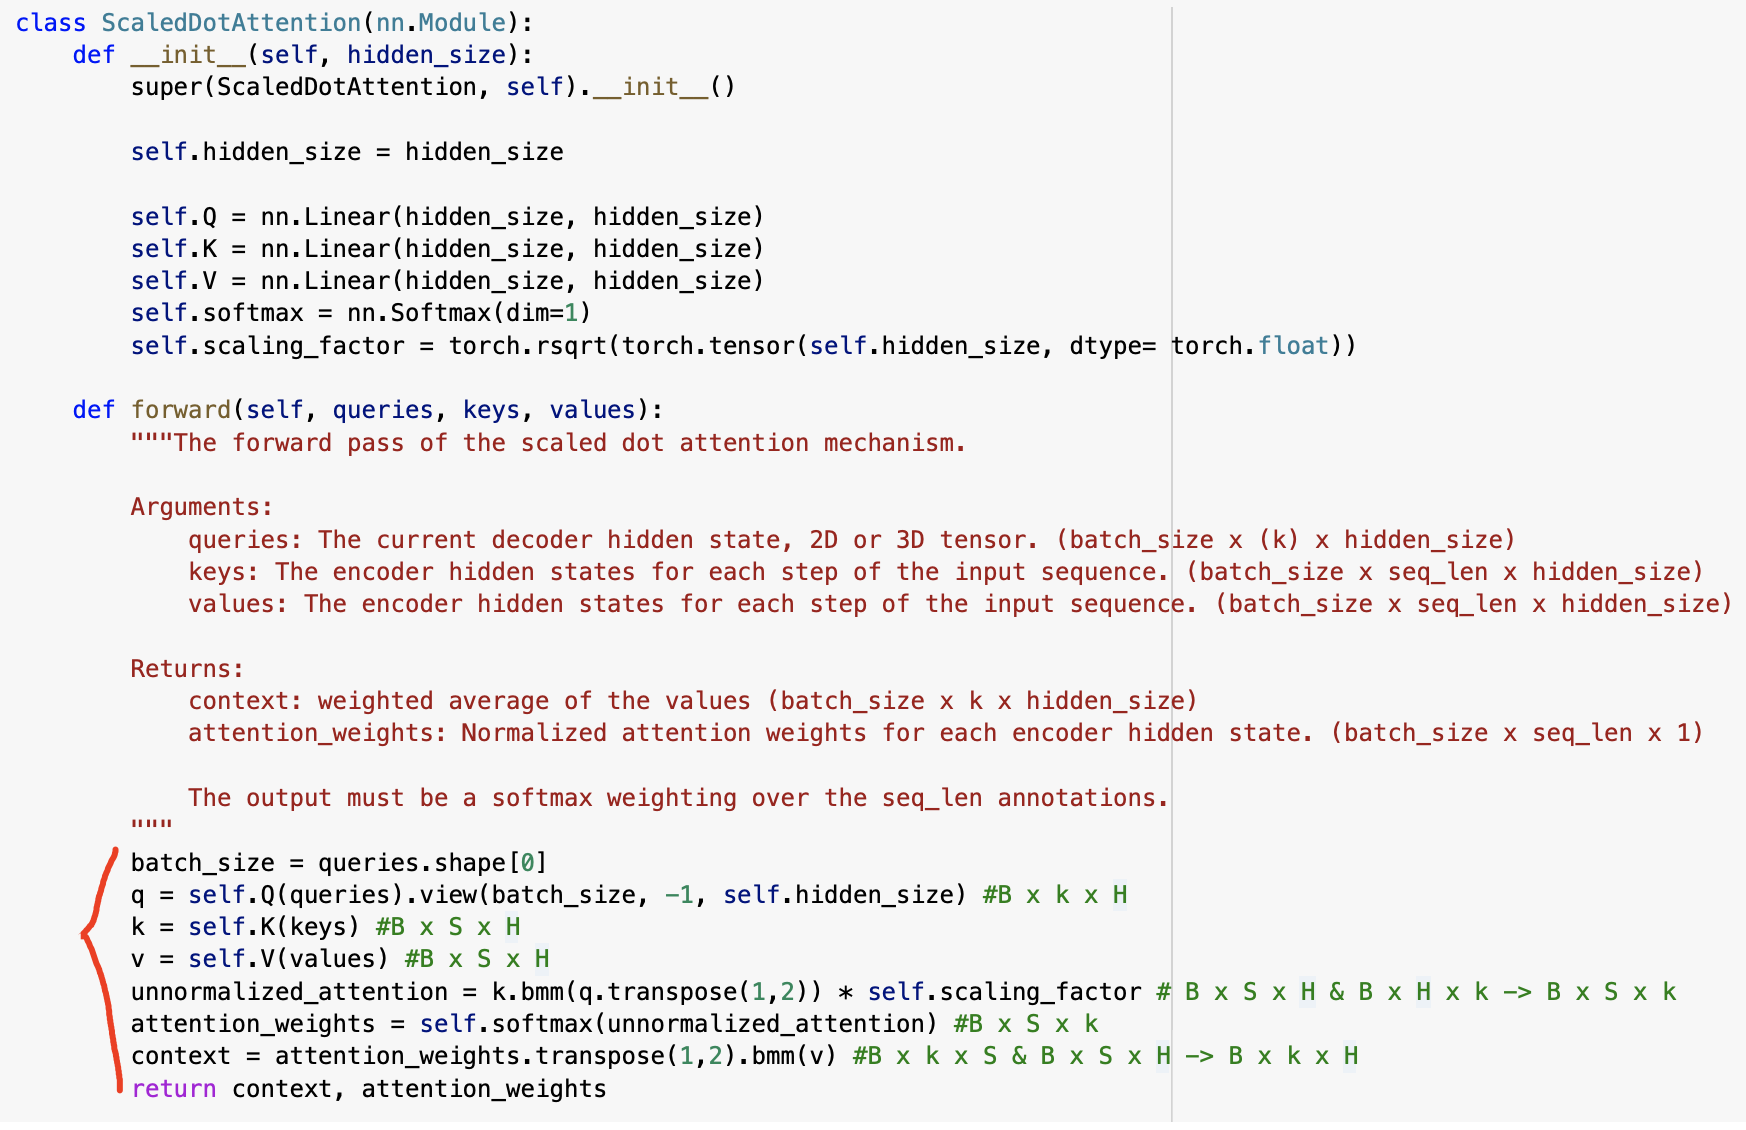 class ScaledDotAttention(nn.Module):
    def __init__(self, hidden_size):
        super(ScaledDotAttention, self).__init__()

        self.hidden_size = hidden_size

        self.Q = nn.Linear(hidden_size, hidden_size)
        self.K = nn.Linear(hidden_size, hidden_size)
        self.V = nn.Linear(hidden_size, hidden_size)
        self.softmax = nn.Softmax(dim=1)
        self.scaling_factor = torch.rsqrt(torch.tensor(self.hidden_size, dtype= torch.float))

    def forward(self, queries, keys, values):
        """The forward pass of the scaled dot attention mechanism.

        Arguments:
            queries: The current decoder hidden state, 2D or 3D tensor. (batch_size x (k) x hidden_size)
            keys: The encoder hidden states for each step of the input sequence. (batch_size x seq_len x hidden_size)
            values: The encoder hidden states for each step of the input sequence. (batch_size x seq_len x hidden_size)

        Returns:
            context: weighted average of the values (batch_size x k x hidden_size)
            attention_weights: Normalized attention weights for each encoder hidden state. (batch_size x seq_len x 1)

            The output must be a softmax weighting over the seq_len annotations.
        """
        batch_size = queries.shape[0]
        q = self.Q(queries).view(batch_size, -1, self.hidden_size) #B x k x H
        k = self.K(keys) #B x S x H
        v = self.V(values) #B x S x H
        unnormalized_attention = k.bmm(q.transpose(1,2)) * self.scaling_factor # B x S x H & B x H x k -> B x S x k
        attention_weights = self.softmax(unnormalized_attention) #B x S x k
        context = attention_weights.transpose(1,2).bmm(v) #B x k x S & B x S x H -> B x k x H
        return context, attention_weights